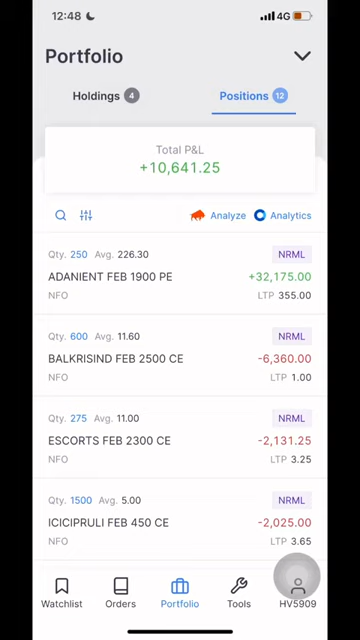 12:48 4G
Portfolio
Holdings 4 Positions 12
Total P&L
+10,641.25
Analyze Analytics
Qty. 250 Avg. 226.30 NRML
ADANIENT FEB 1900 PE +32,175.00
NFO LTP 355.00
Qty. 600 Avg. 11.60 NRML
BALKRISIND FEB 2500 CE -6,360.00
NFO LTP 1.00
Qty. 275 Avg. 11.00 NRML
ESCORTS FEB 2300 CE -2,131.25
NFO LTP 3.25
Qty. 1500 Avg. 5.00 NRML
ICICIPRULI FEB 450 CE -2,025.00
NFO LTP 3.65
Watchlist Orders Portfolio Tools HV5909